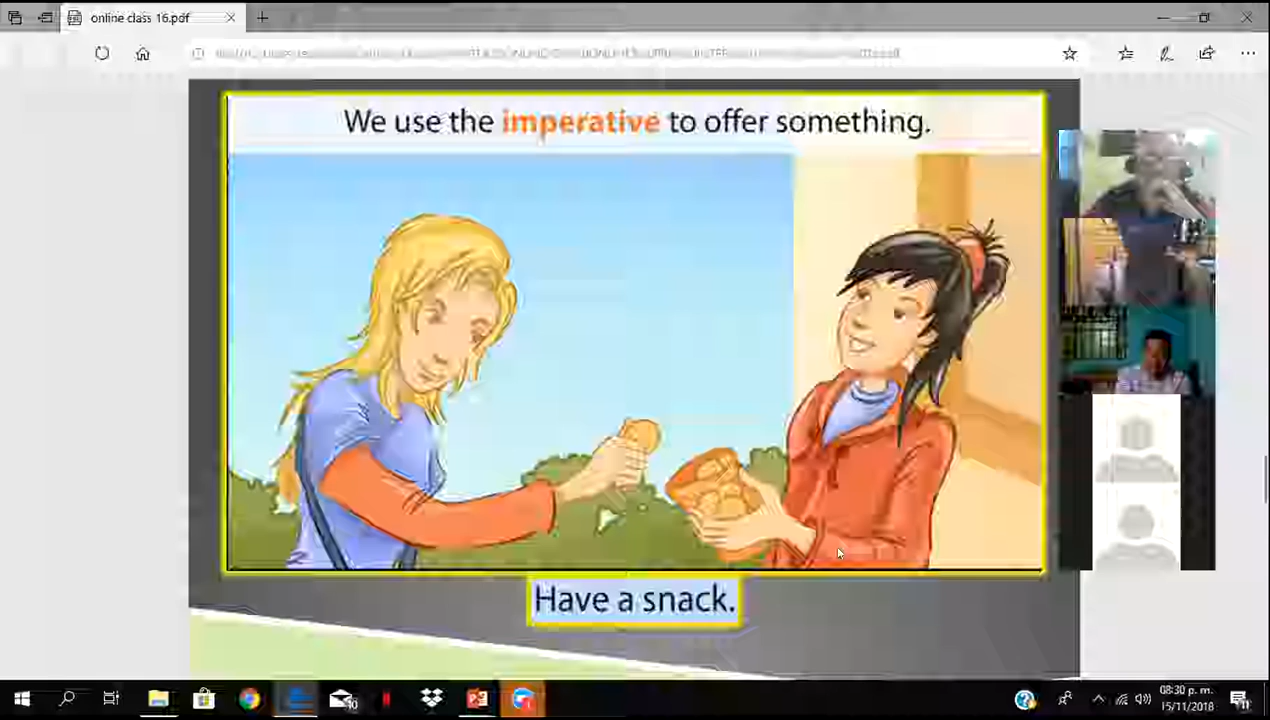 online class 16.pdf
We use the imperative to offer something.
Have a snack.
08:30 p. m.
15/11/2018